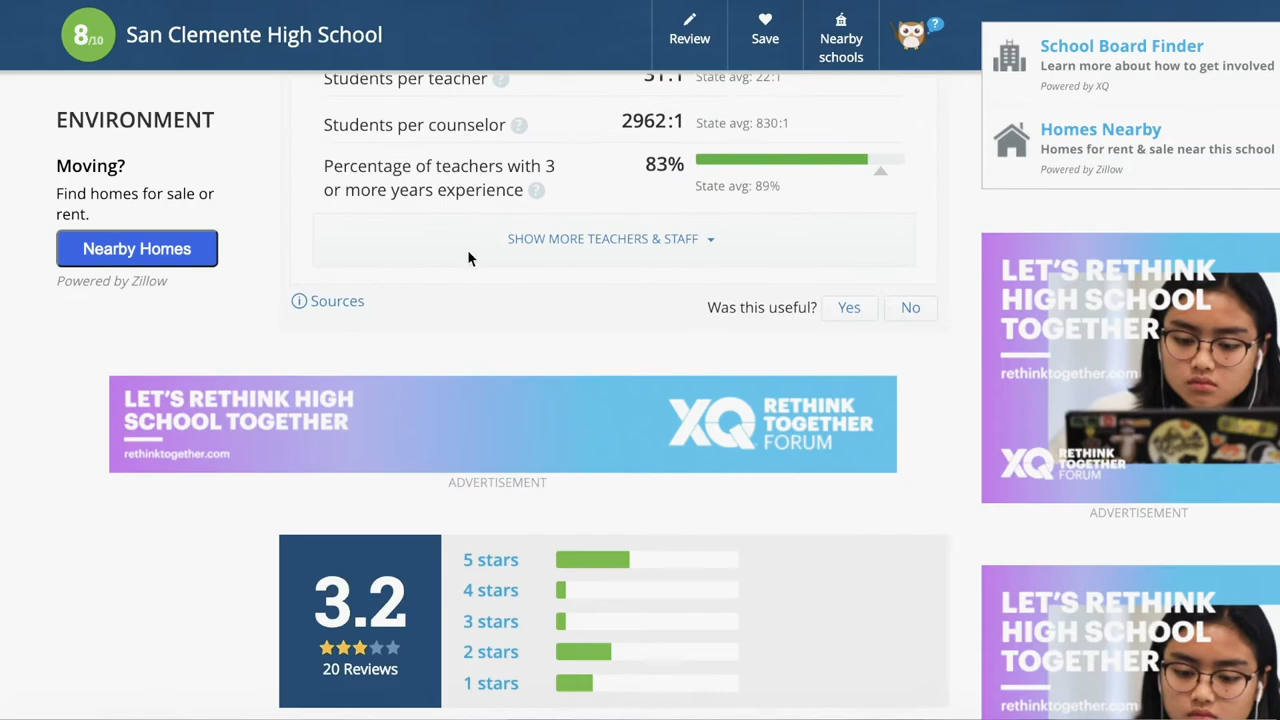 8/10
San Clemente High School
Review
Save
Nearby
schools
?
School Board Finder
Learn more about how to get involved
Powered by XQ
Homes Nearby
Homes for rent & sale near this school
Powered by Zillow
ENVIRONMENT
Moving?
Find homes for sale or
rent.
Nearby Homes
Powered by Zillow
Students per teacher ?
31:1 State avg: 22:1
Students per counselor ?
2962:1 State avg: 830:1
Percentage of teachers with 3
or more years experience ?
83%
State avg: 89%
SHOW MORE TEACHERS & STAFF
Sources
Was this useful? Yes No
LET'S RETHINK HIGH
SCHOOL TOGETHER
rethinktogether.com
XQ RETHINK
TOGETHER
FORUM
ADVERTISEMENT
3.2
20 Reviews
5 stars
4 stars
3 stars
2 stars
1 stars
LET'S RETHINK
HIGH SCHOOL
TOGETHER
rethinktogether.com
XQ RETHINK
TOGETHER
FORUM
ADVERTISEMENT
LET'S RETHINK
HIGH SCHOOL
TOGETHER
rethinktogether.com